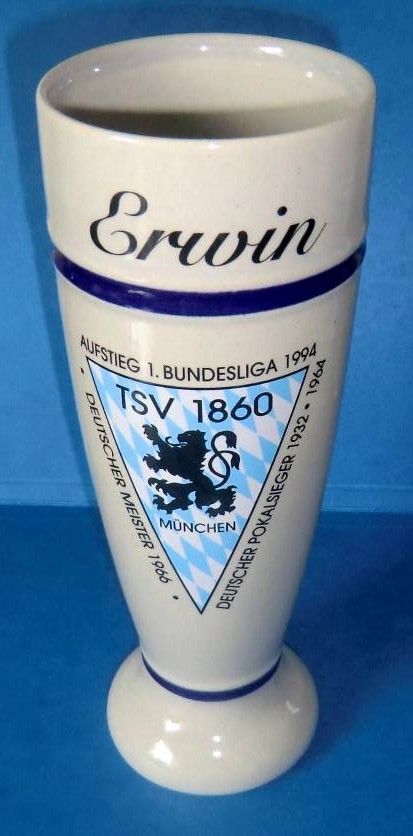 Erwin
AUFSTIEG 1. BUNDESLIGA 1994
TSV 1860
MÜNCHEN
• DEUTSCHER MEISTER 1966 •
DEUTSCHER POKALSIEGER 1932 • 1964